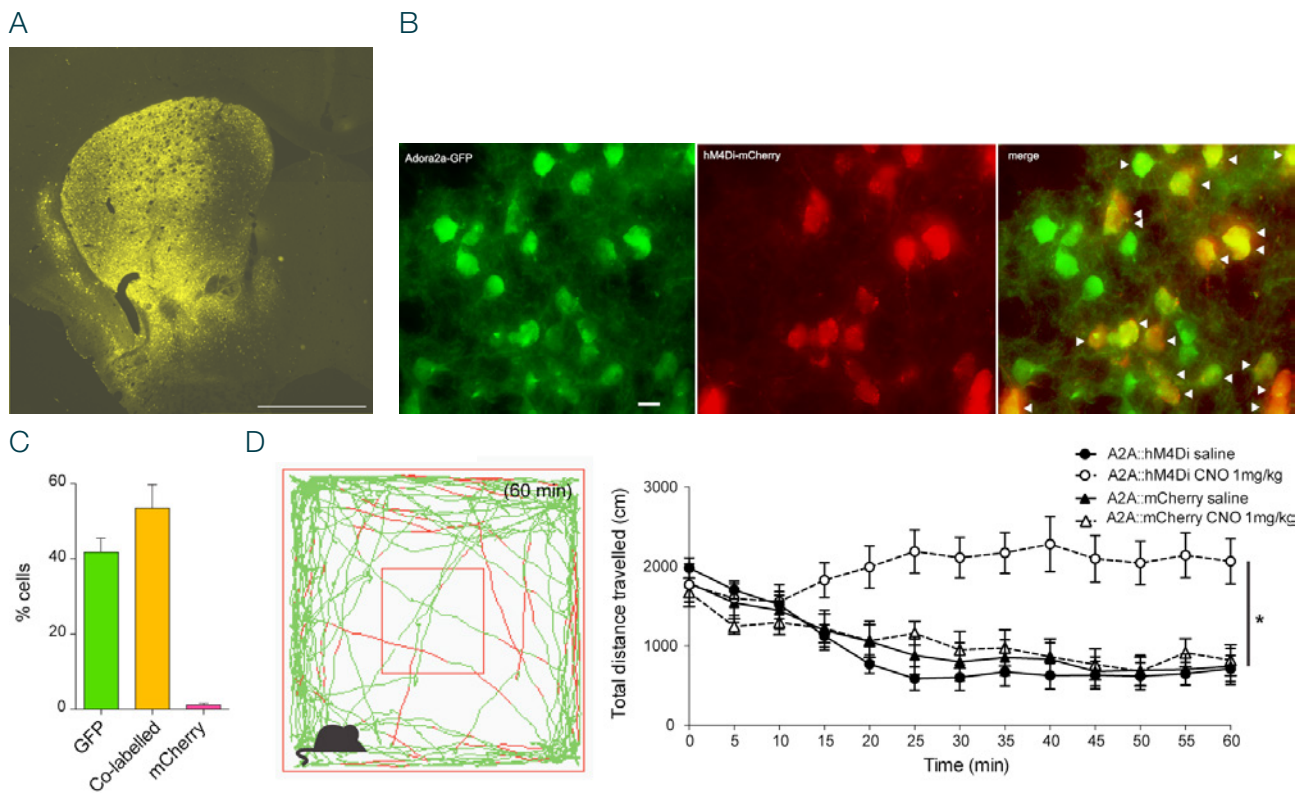 A
B
Adora2a-GFP
hM4Di-mCherry
merge
C
% cells
60
40
20
0
GFP
Co-labelled
mCherry
D
(60 min)
A2A::hM4Di saline
A2A::hM4Di CNO 1mg/kg
A2A::mCherry saline
A2A::mCherry CNO 1mg/kg
Total distance travelled (cm)
3000
2000
1000
0
*
0 5 10 15 20 25 30 35 40 45 50 55 60
Time (min)